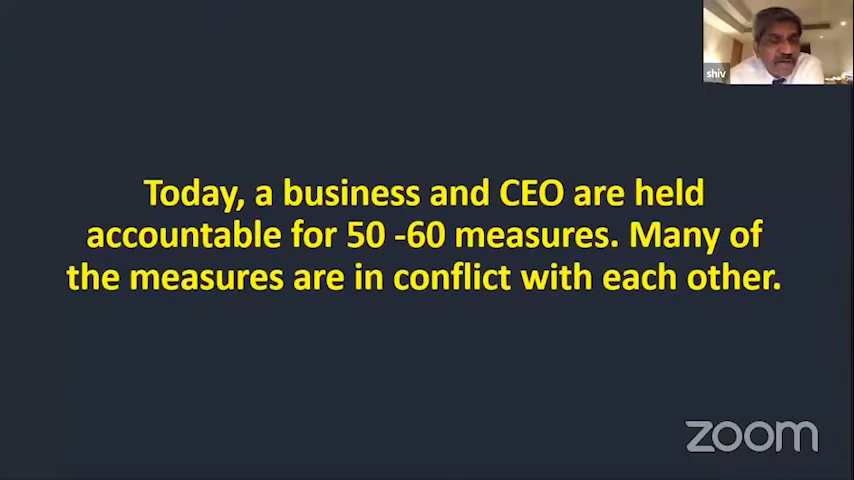 shiv
Today, a business and CEO are held
accountable for 50 -60 measures. Many of
the measures are in conflict with each other.
zoom